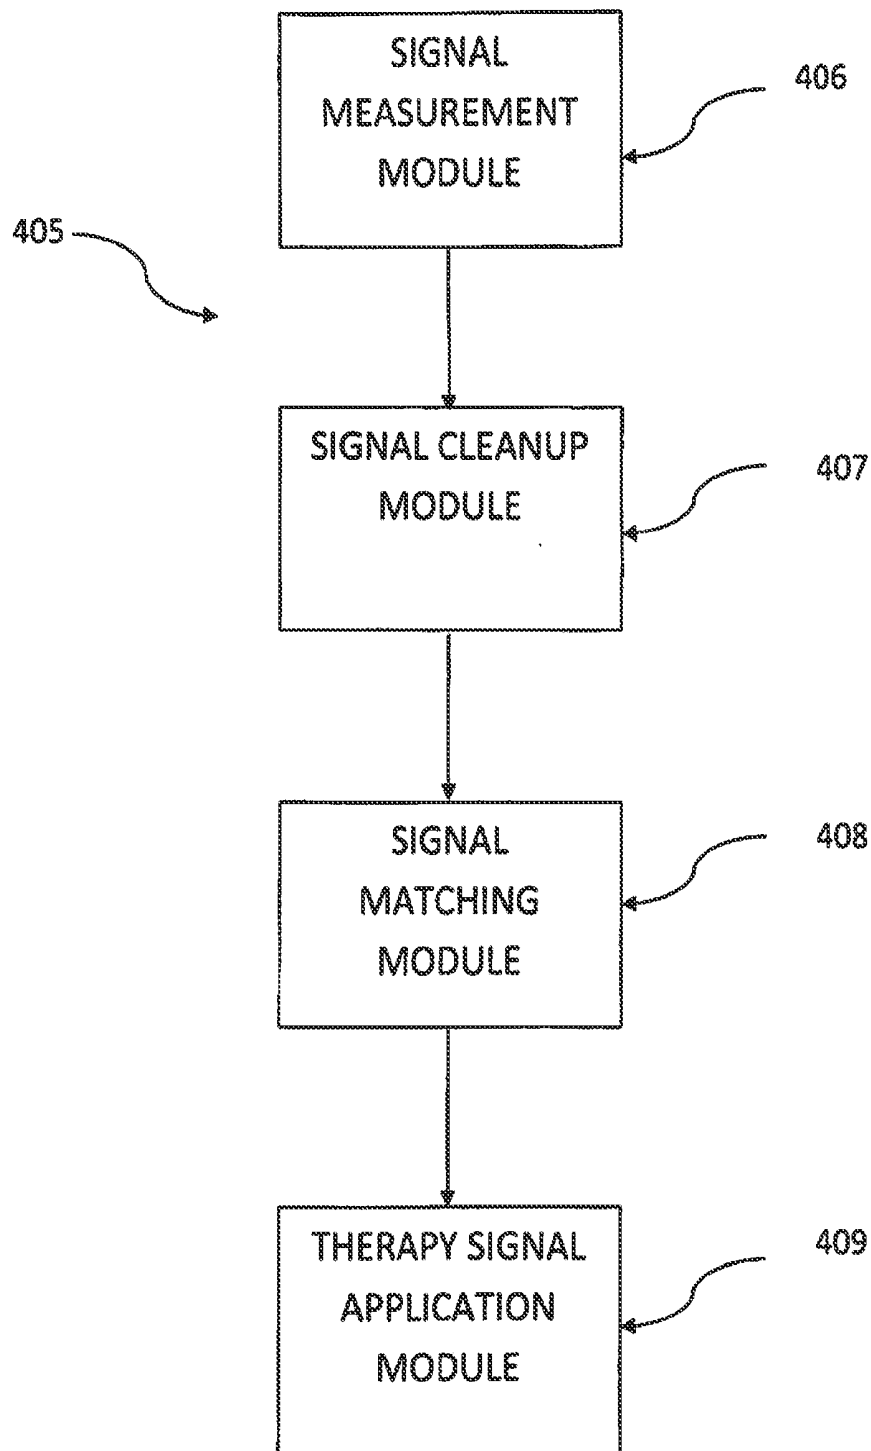 SIGNAL
MEASUREMENT
MODULE
406
405
SIGNAL CLEANUP
MODULE
407
SIGNAL
MATCHING
MODULE
408
THERAPY SIGNAL
APPLICATION
MODULE
409